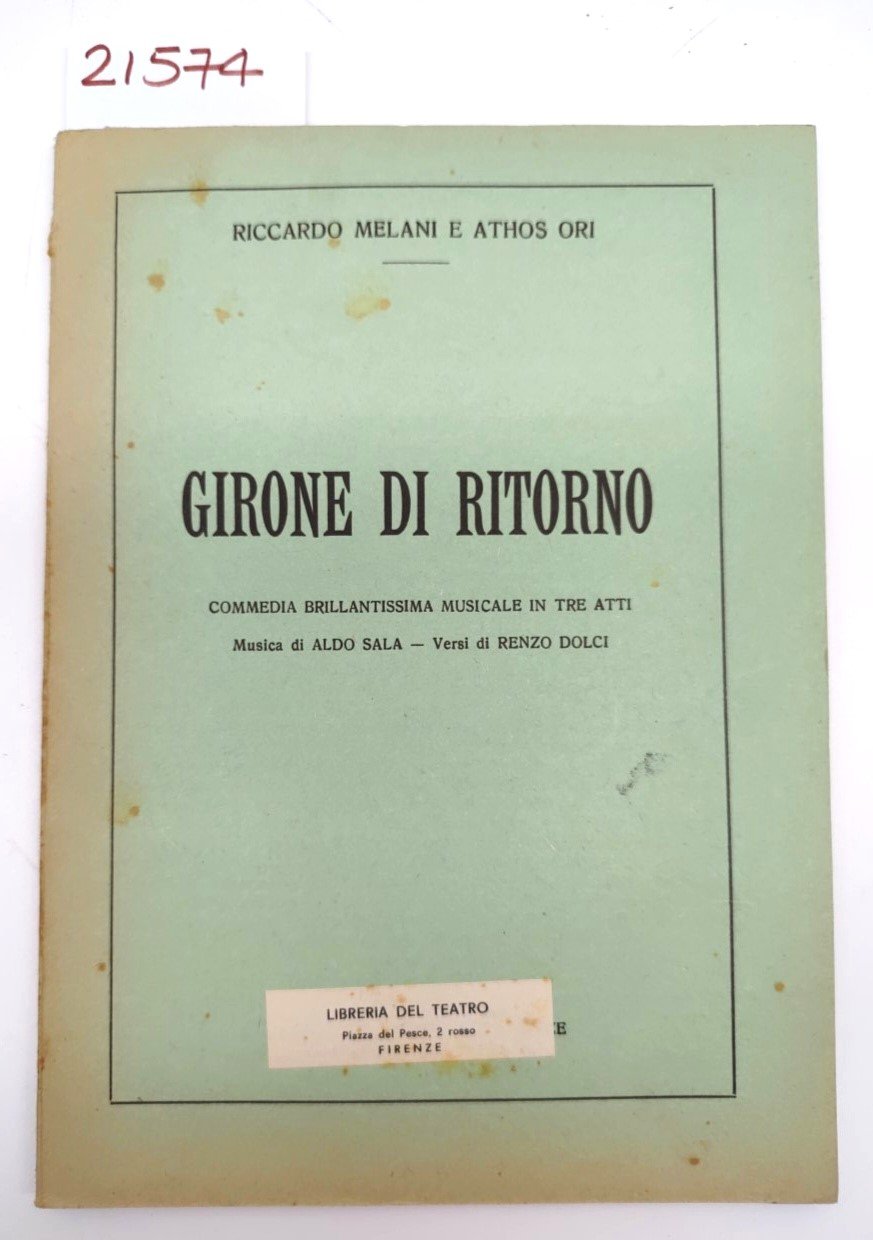 21574
RICCARDO MELANI E ATHOS ORI
GIRONE DI RITORNO
COMMEDIA BRILLANTISSIMA MUSICALE IN TRE ATTI
Musica di ALDO SALA — Versi di RENZO DOLCI
LIBRERIA DEL TEATRO
Piazza del Pesce, 2 rosso
FIRENZE